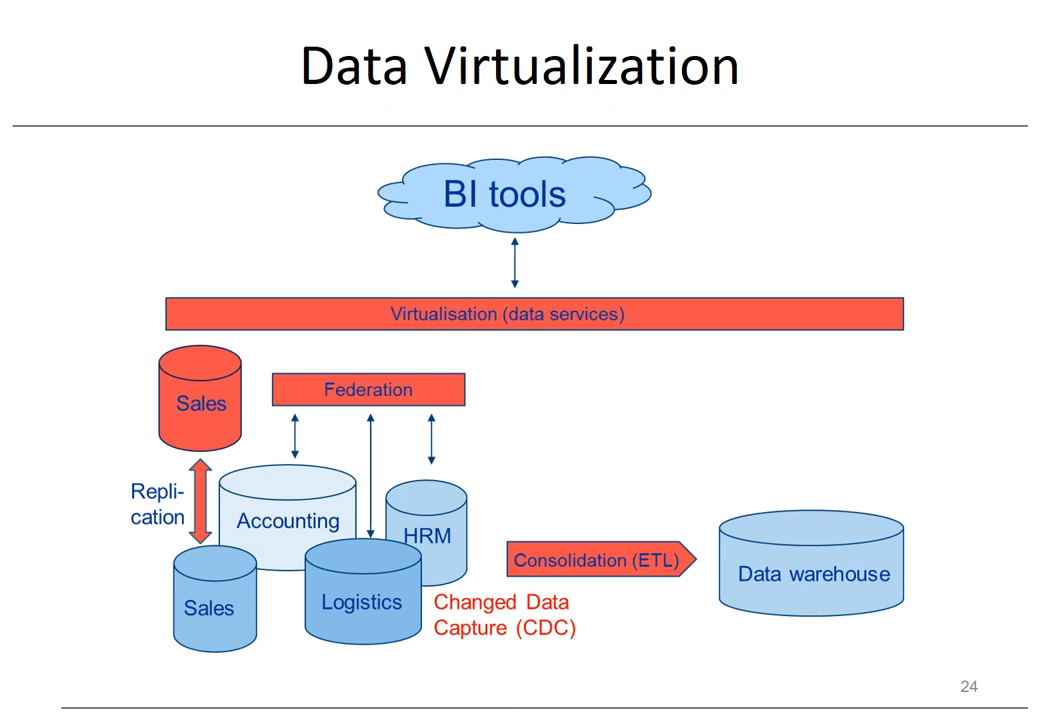 Data Virtualization
BI tools
Virtualisation (data services)
Sales
Federation
Repli-
cation
Accounting
HRM
Sales
Logistics
Consolidation (ETL)
Changed Data
Capture (CDC)
Data warehouse
24